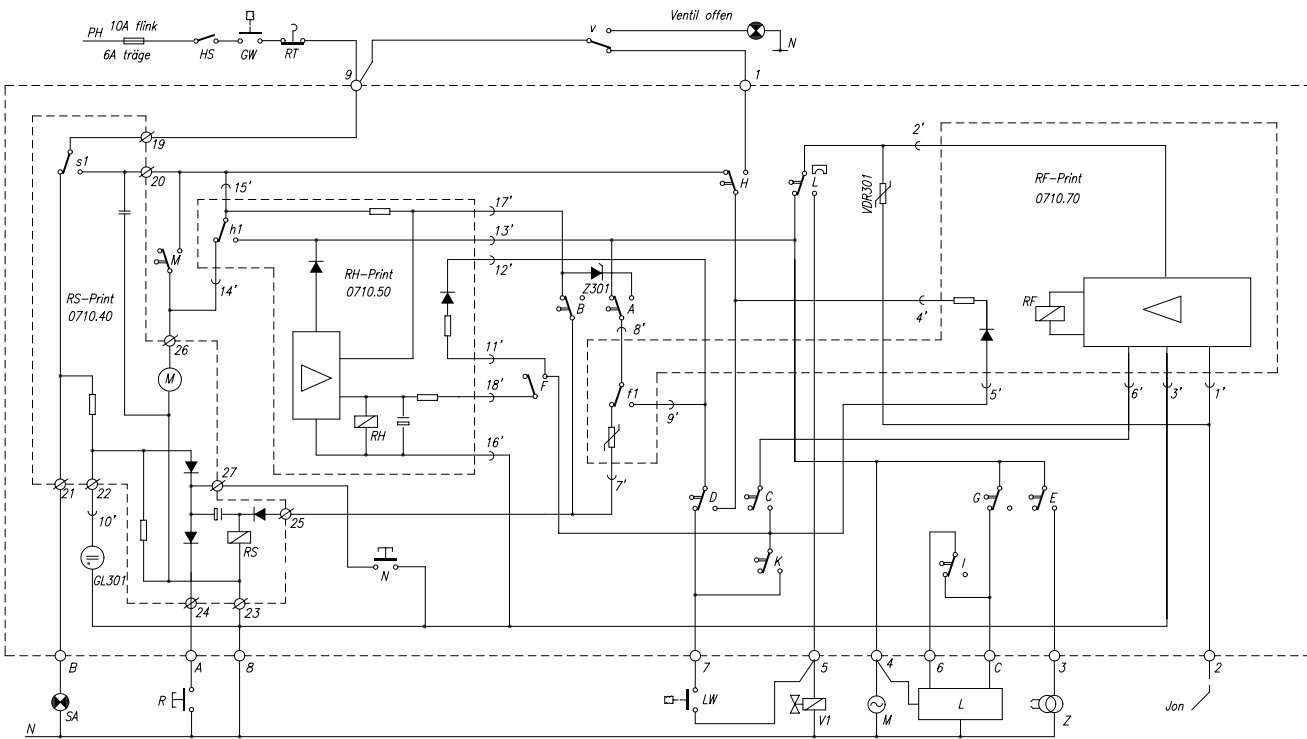 PH
10A flink
6A träge
HS
GW
RT
v
Ventil offen
N
9
1
19
s1
20
15'
h1
H
L
VDR301
2'
RF-Print
0710.70
17'
13'
12'
M
14'
RS-Print
0710.40
RH-Print
0710.50
Z301
B
A
8'
4'
RF
26
M
11'
18'
F
f1
9'
5'
6'
3'
1'
RH
16'
7'
27
21
22
10'
25
RS
GL301
N
D
C
K
G
E
I
24
23
B
A
8
7
5
4
6
C
3
2
SA
R
LW
V1
M
L
Z
Jon
N